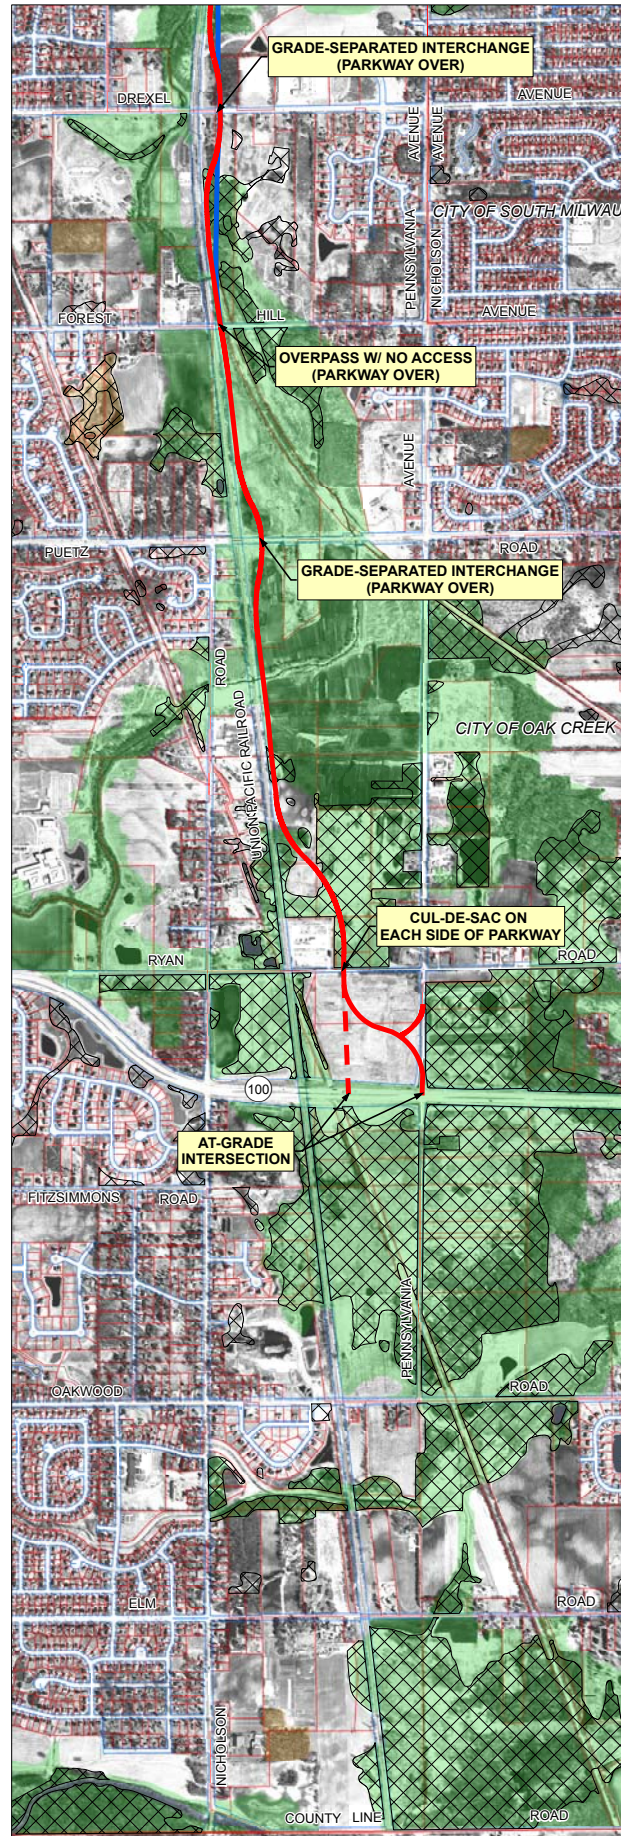 GRADE-SEPARATED INTERCHANGE
(PARKWAY OVER)
DREXEL
AVENUE
AVENUE
AVENUE
PENNSYLVANIA
NICHOLSON
CITY OF SOUTH MILWAU
FOREST
HILL
AVENUE
OVERPASS W/ NO ACCESS
(PARKWAY OVER)
AVENUE
PUETZ
ROAD
GRADE-SEPARATED INTERCHANGE
(PARKWAY OVER)
ROAD
UNION PACIFIC RAILROAD
CITY OF OAK CREEK
CUL-DE-SAC ON
EACH SIDE OF PARKWAY
RYAN
ROAD
100
AT-GRADE
INTERSECTION
FITZSIMMONS
ROAD
PENNSYLVANIA
OAKWOOD
ROAD
ELM
ROAD
NICHOLSON
COUNTY LINE
ROAD